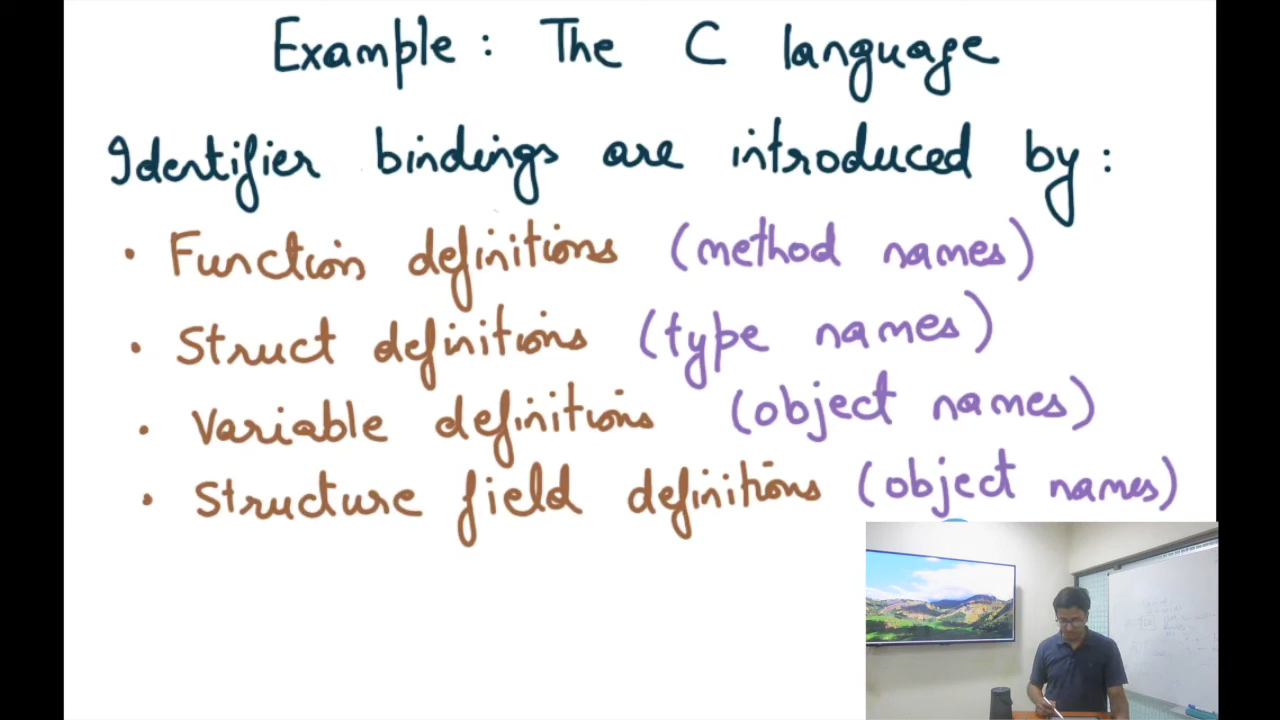 Example: The C language
Identifier bindings are introduced by:
• Function definitions (method names)
• Struct definitions (type names)
• Variable definitions (object names)
• Structure field definitions (object names)